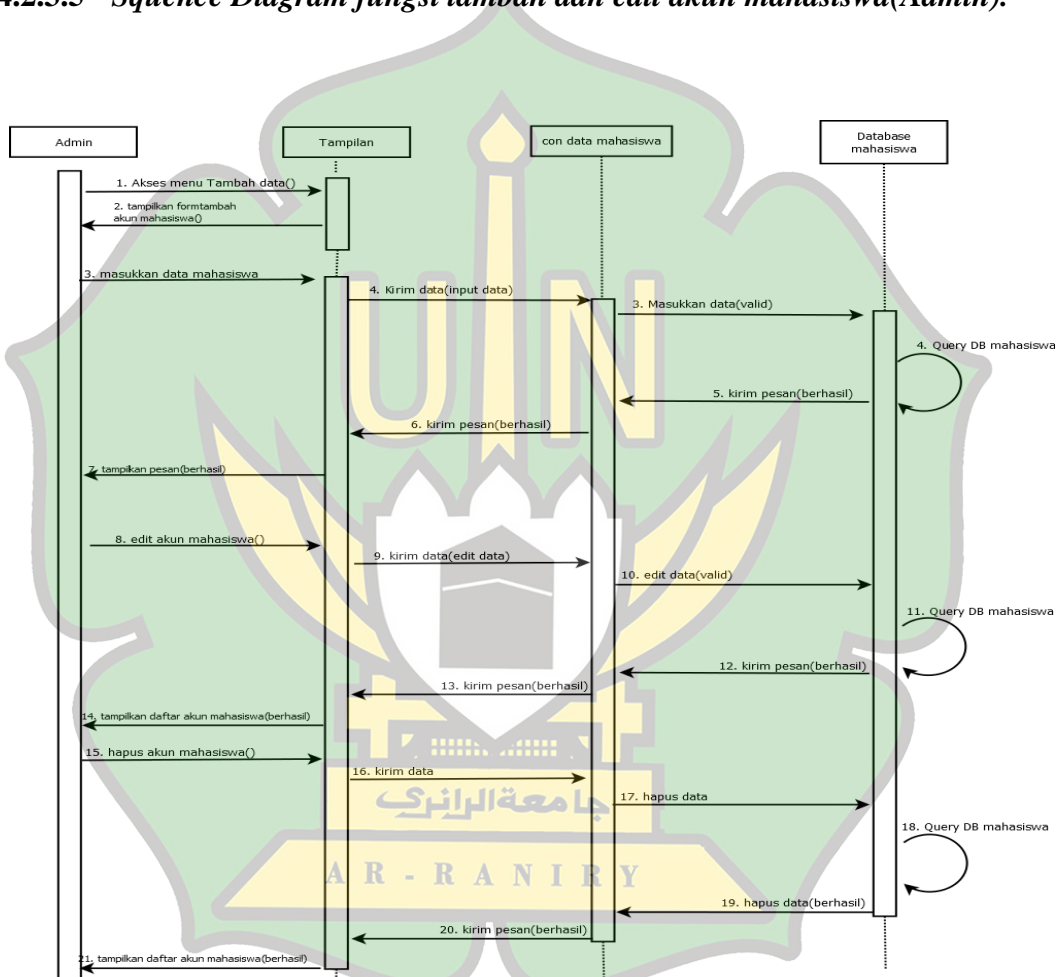 4.2.3.3 Squence Diagram fungsi tambah dan edit akun mahasiswa(Admin).
Admin
Tampilan
con data mahasiswa
Database
mahasiswa
1. Akses menu Tambah data()
2. tampilkan formtambah
akun mahasiswa()
3. masukkan data mahasiswa
4. Kirim data(input data)
3. Masukkan data(valid)
4. Query DB mahasiswa
5. kirim pesan(berhasil)
6. kirim pesan(berhasil)
7. tampilkan pesan(berhasil)
8. edit akun mahasiswa()
9. kirim data(edit data)
10. edit data(valid)
11. Query DB mahasiswa
12. kirim pesan(berhasil)
13. kirim pesan(berhasil)
14. tampilkan daftar akun mahasiswa(berhasil)
15. hapus akun mahasiswa()
16. kirim data
17. hapus data
18. Query DB mahasiswa
19. hapus data(berhasil)
20. kirim pesan(berhasil)
21. tampilkan daftar akun mahasiswa(berhasil)
UIN
جامعة الرانري
AR-RANIRY